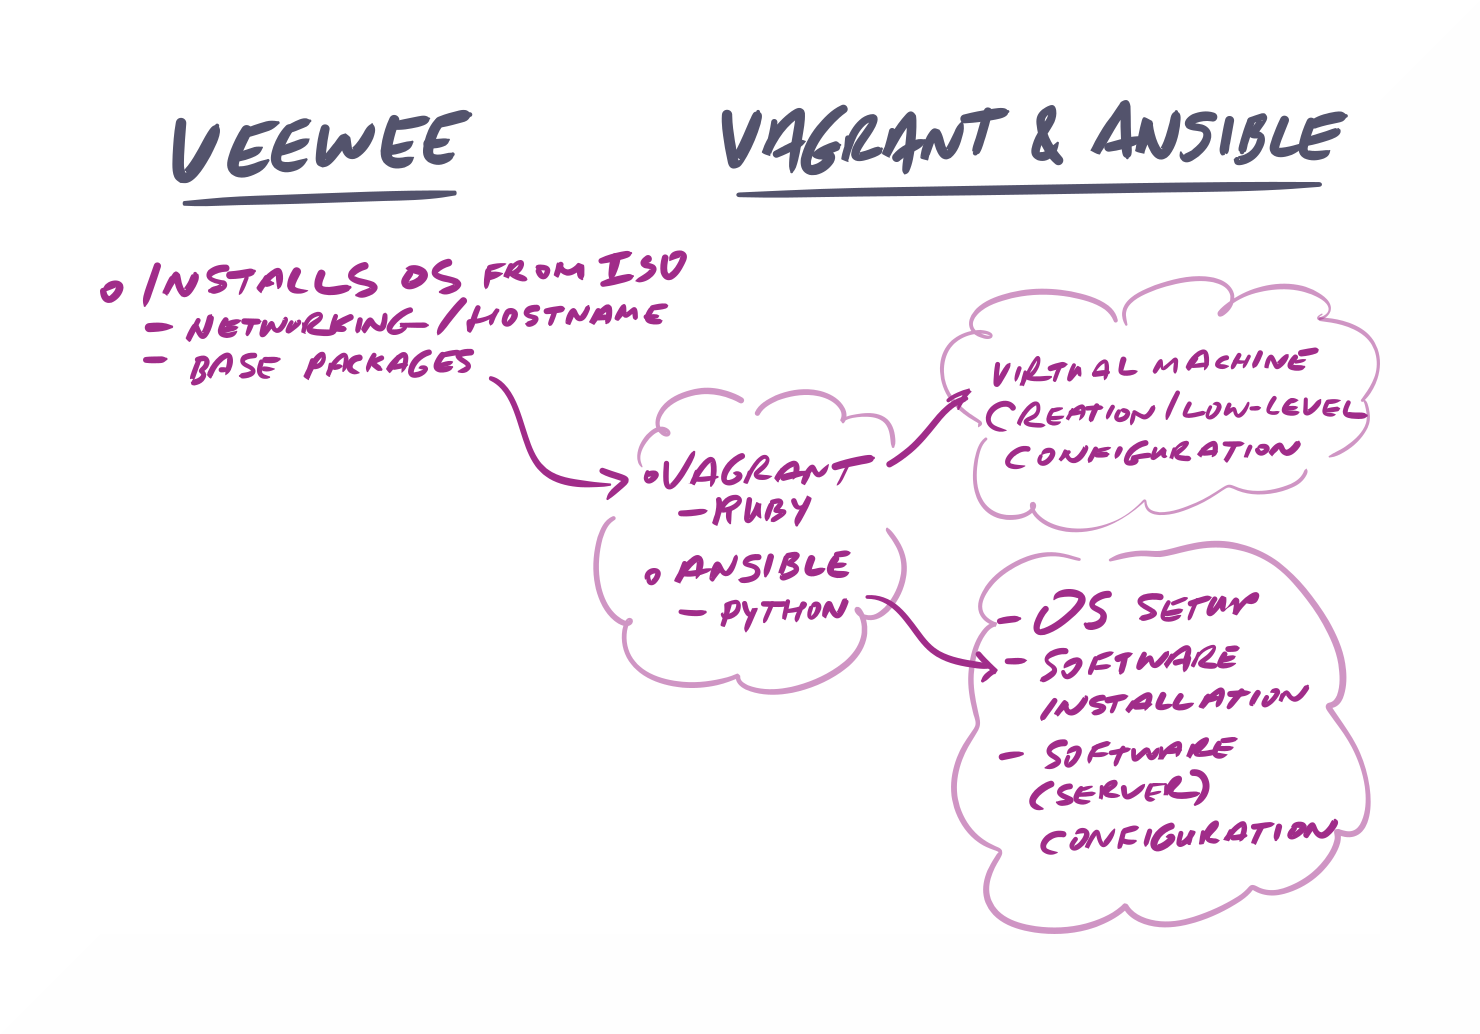 VEEWEE
VAGRANT & ANSIBLE
o INSTALLS OS FROM ISO
- NETWORKING/HOSTNAME
- BASE PACKAGES
o VAGRANT
- RUBY
o ANSIBLE
- PYTHON
VIRTUAL MACHINE
CREATION/LOW-LEVEL
CONFIGURATION
- OS SETUP
- SOFTWARE
INSTALLATION
- SOFTWARE
(SERVER)
CONFIGURATION